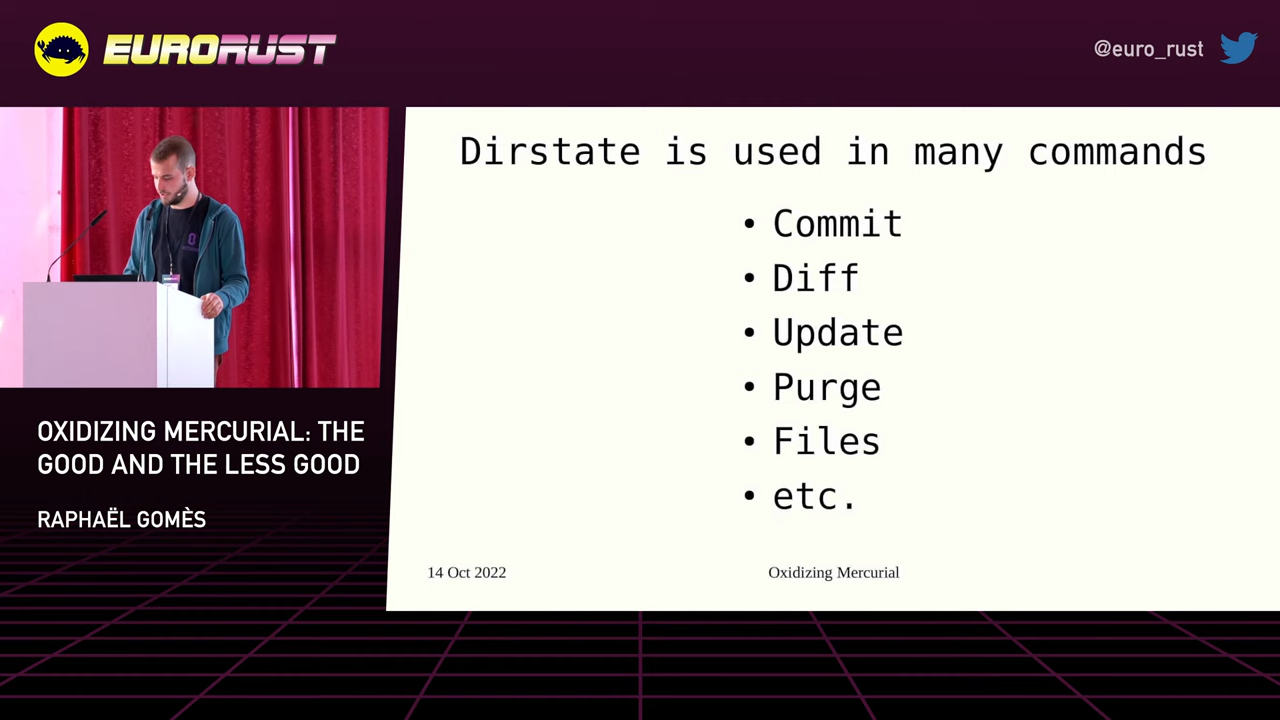 EURORUST
@euro_rust
Dirstate is used in many commands
• Commit
• Diff
• Update
• Purge
• Files
• etc.
14 Oct 2022
Oxidizing Mercurial
OXIDIZING MERCURIAL: THE
GOOD AND THE LESS GOOD
RAPHAËL GOMÈS